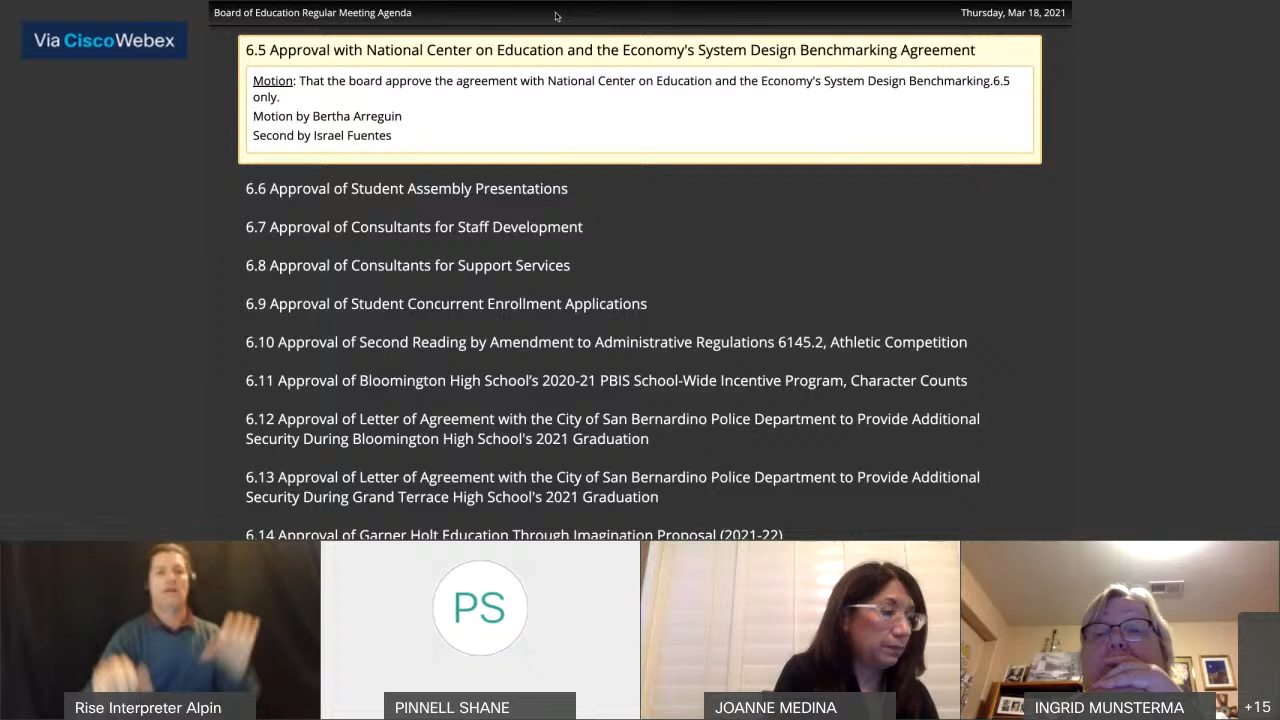 Board of Education Regular Meeting Agenda
Thursday, Mar 18, 2021
Via CiscoWebex
6.5 Approval with National Center on Education and the Economy's System Design Benchmarking Agreement
Motion: That the board approve the agreement with National Center on Education and the Economy's System Design Benchmarking.6.5
only.
Motion by Bertha Arreguin
Second by Israel Fuentes
6.6 Approval of Student Assembly Presentations
6.7 Approval of Consultants for Staff Development
6.8 Approval of Consultants for Support Services
6.9 Approval of Student Concurrent Enrollment Applications
6.10 Approval of Second Reading by Amendment to Administrative Regulations 6145.2, Athletic Competition
6.11 Approval of Bloomington High School's 2020-21 PBIS School-Wide Incentive Program, Character Counts
6.12 Approval of Letter of Agreement with the City of San Bernardino Police Department to Provide Additional
Security During Bloomington High School's 2021 Graduation
6.13 Approval of Letter of Agreement with the City of San Bernardino Police Department to Provide Additional
Security During Grand Terrace High School's 2021 Graduation
6.14 Approval of Garner Holt Education Through Imagination Proposal (2021-22)
PS
Rise Interpreter Alpin
PINNELL SHANE
JOANNE MEDINA
INGRID MUNSTERMA
+15